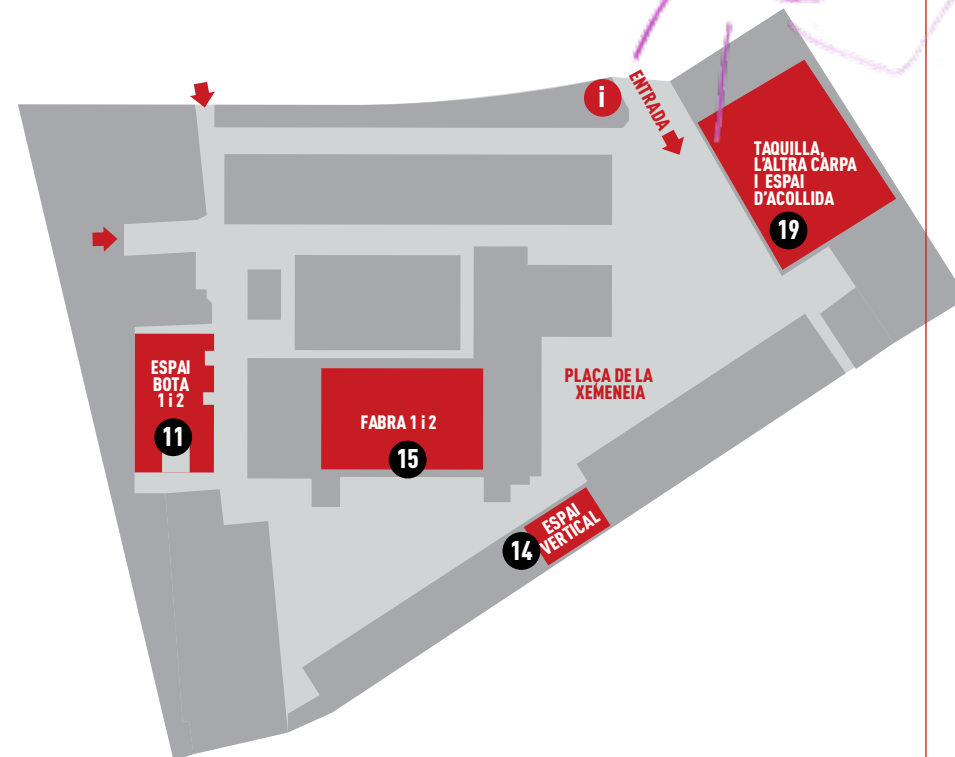 i
ENTRADA
TAQUILLA,
L'ALTRA CARPA
I ESPAI
D'ACOLLIDA
19
ESPAI
BOTA
1 i 2
11
FABRA 1 i 2
15
PLAÇA DE LA
XEMENEIA
ESPAI
VERTICAL
14